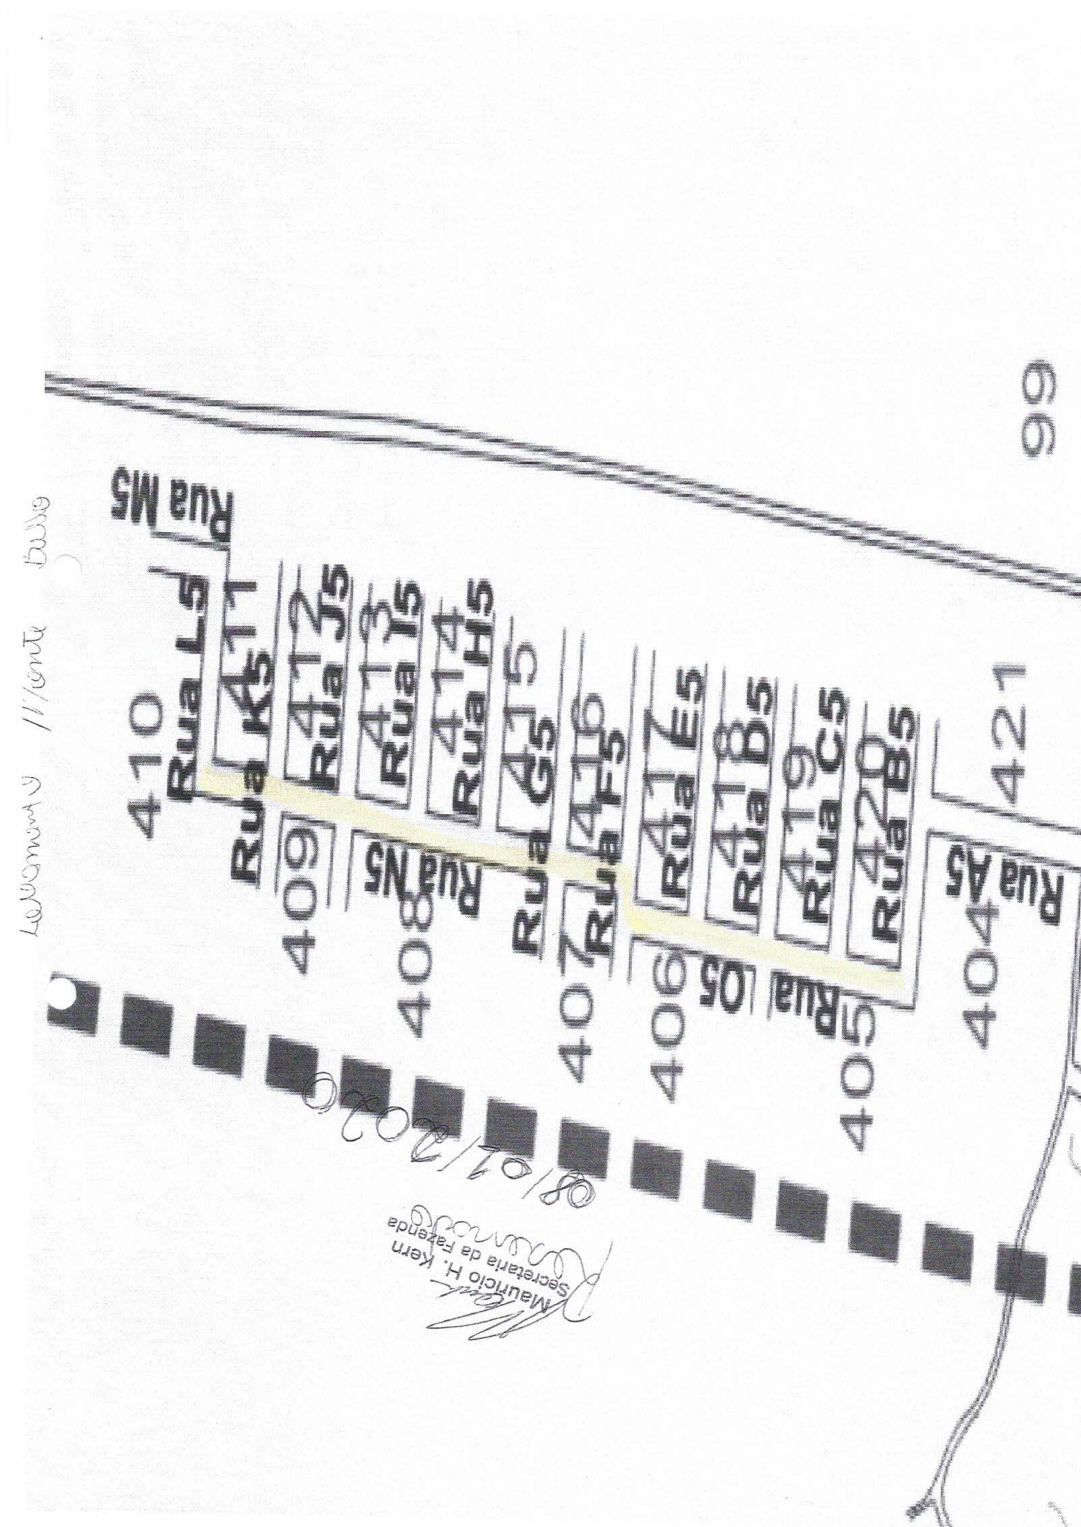 Loteamento Monte Bello
Rua M5
410
Rua L5
411
Rua K5
412
Rua J5
409
413
Rua I5
414
Rua H5
Rua N5
408
415
Rua G5
416
Rua F5
407
417
Rua E5
406
418
Rua D5
Rua O5
419
Rua C5
420
Rua B5
405
421
Rua A5
404
99
08/01/2020
Mauricio H. Kern
Secretaria da Fazenda